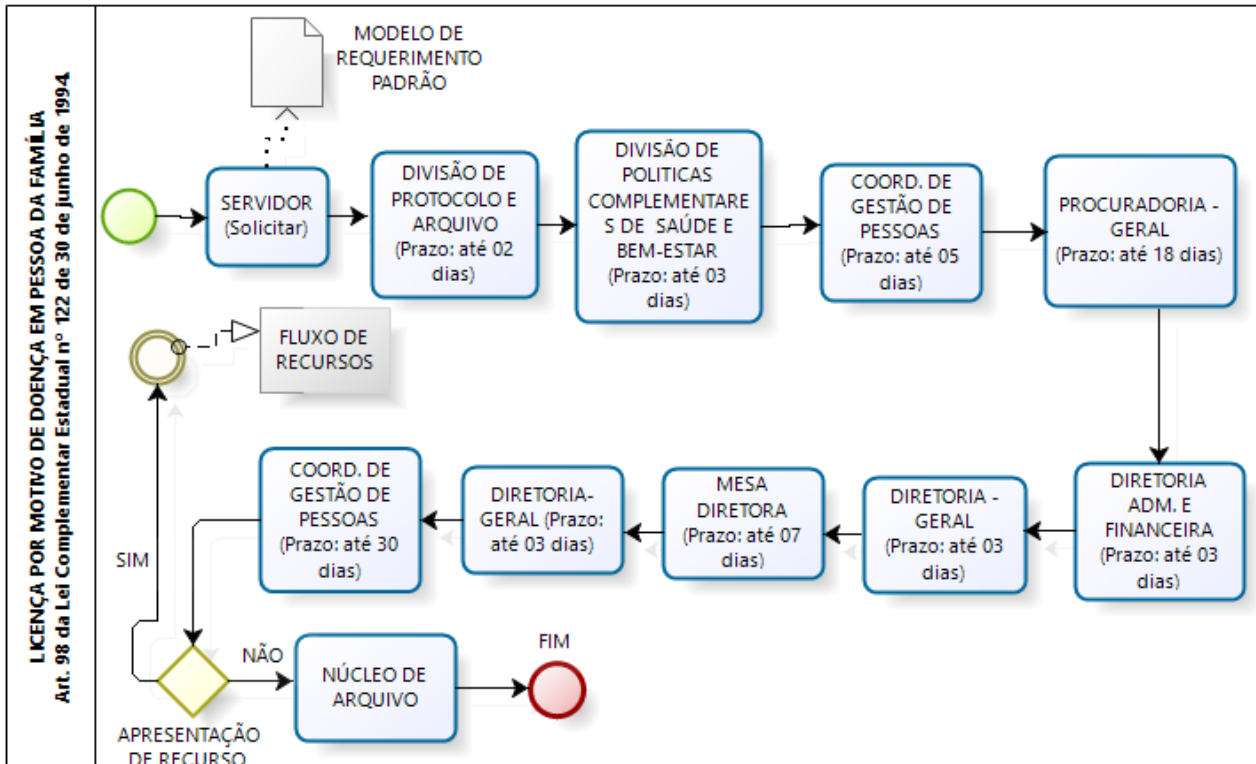 LICENÇA POR MOTIVO DE DOENÇA EM PESSOA DA FAMÍLIA
Art. 98 da Lei Complementar Estadual nº 122 de 30 de junho de 1994.
MODELO DE
REQUERIMENTO
PADRÃO
SERVIDOR
(Solicitar)
DIVISÃO DE
PROTOCOLO E
ARQUIVO
(Prazo: até 02
dias)
DIVISÃO DE
POLITICAS
COMPLEMENTARE
S DE SAÚDE E
BEM-ESTAR
(Prazo: até 03
dias)
COORD. DE
GESTÃO DE
PESSOAS
(Prazo: até 05
dias)
PROCURADORIA -
GERAL
(Prazo: até 18 dias)
FLUXO DE
RECURSOS
DIRETORIA
ADM. E
FINANCEIRA
(Prazo: até 03
dias)
DIRETORIA -
GERAL
(Prazo: até 03
dias)
MESA
DIRETORA
(Prazo: até 07
dias)
DIRETORIA-
GERAL (Prazo:
até 03 dias)
COORD. DE
GESTÃO DE
PESSOAS
(Prazo: até 30
dias)
SIM
NÃO
APRESENTAÇÃO
DE RECURSO
NÚCLEO DE
ARQUIVO
FIM